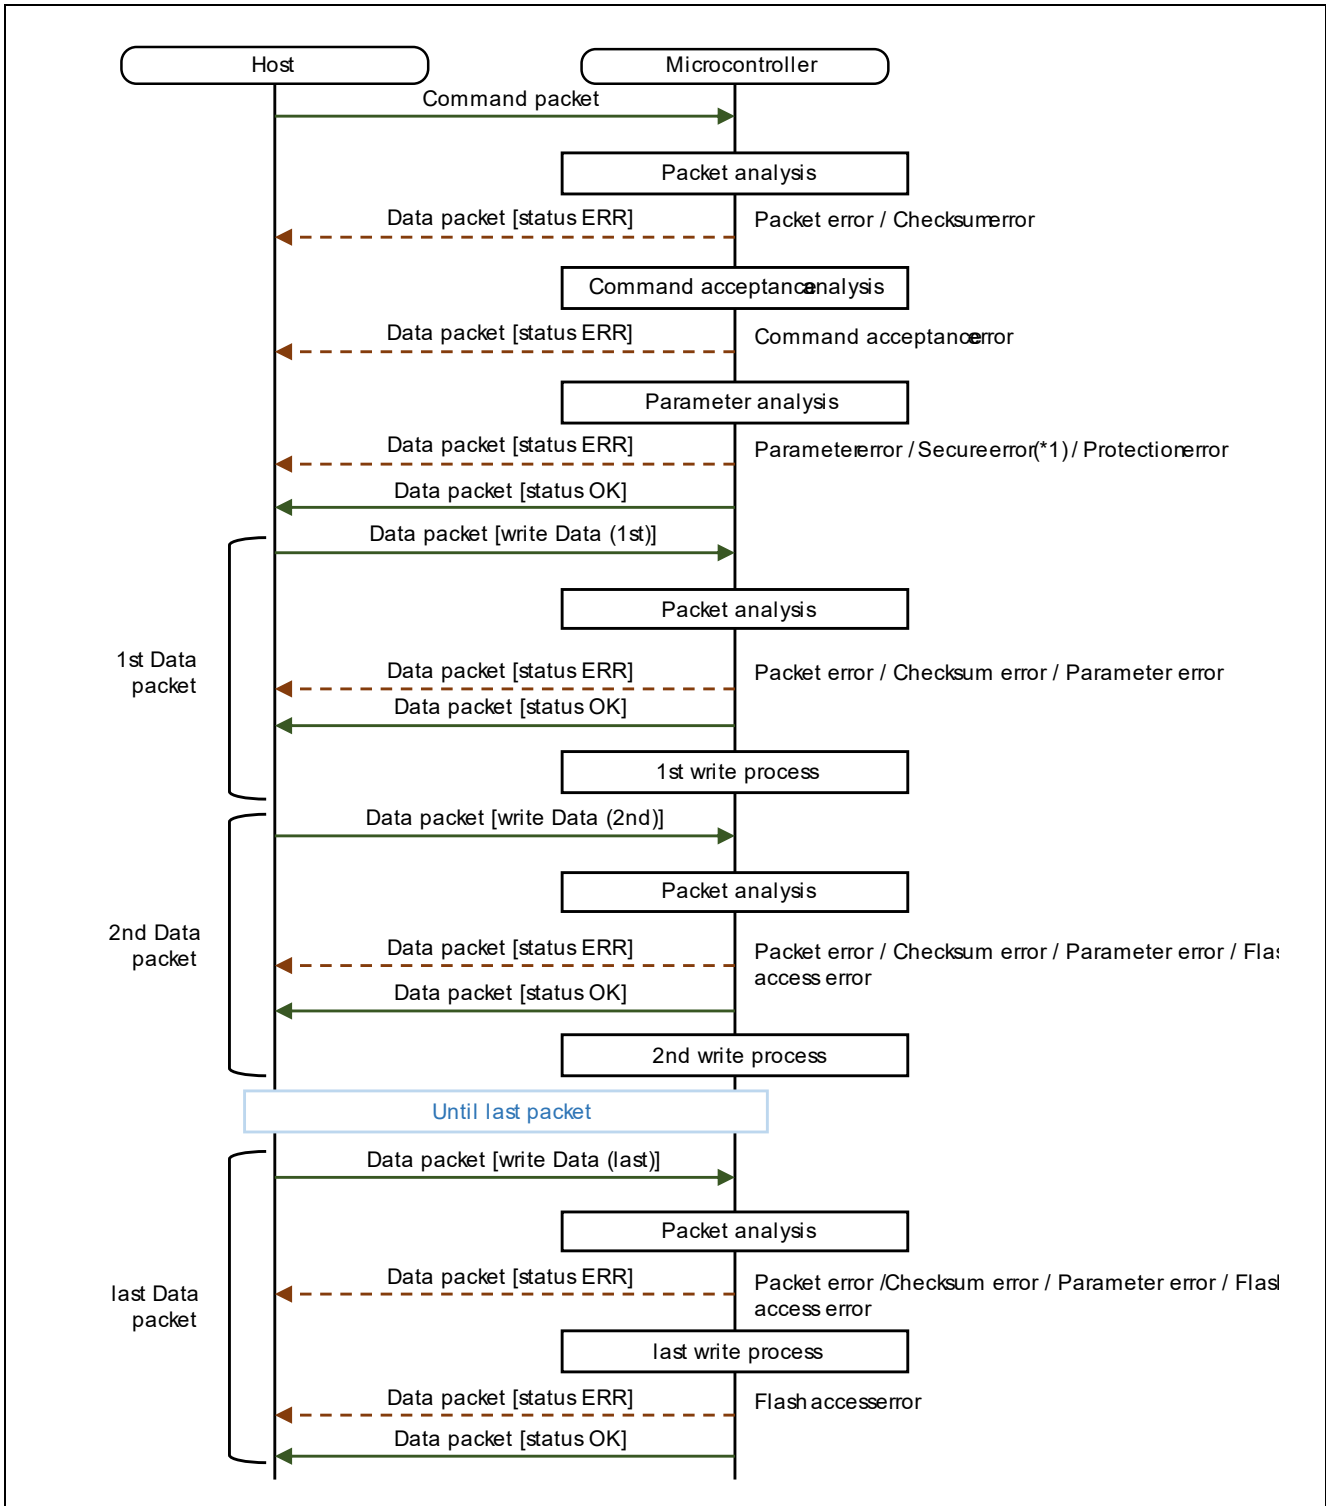 Host
Microcontroller
Command packet
Packet analysis
Data packet [status ERR]
Packet error / Checksumerror
Command acceptanceanalysis
Data packet [status ERR]
Command acceptanceerror
Parameter analysis
Data packet [status ERR]
Parametererror / Secureerror(*1) / Protectionerror
Data packet [status OK]
Data packet [write Data (1st)]
Packet analysis
1st Data
packet
Data packet [status ERR]
Packet error / Checksum error / Parameter error
Data packet [status OK]
1st write process
Data packet [write Data (2nd)]
Packet analysis
2nd Data
packet
Data packet [status ERR]
Packet error / Checksum error / Parameter error / Flas
access error
Data packet [status OK]
2nd write process
Until last packet
Data packet [write Data (last)]
Packet analysis
last Data
packet
Data packet [status ERR]
Packet error /Checksum error / Parameter error / Flash
access error
last write process
Data packet [status ERR]
Flash accesserror
Data packet [status OK]